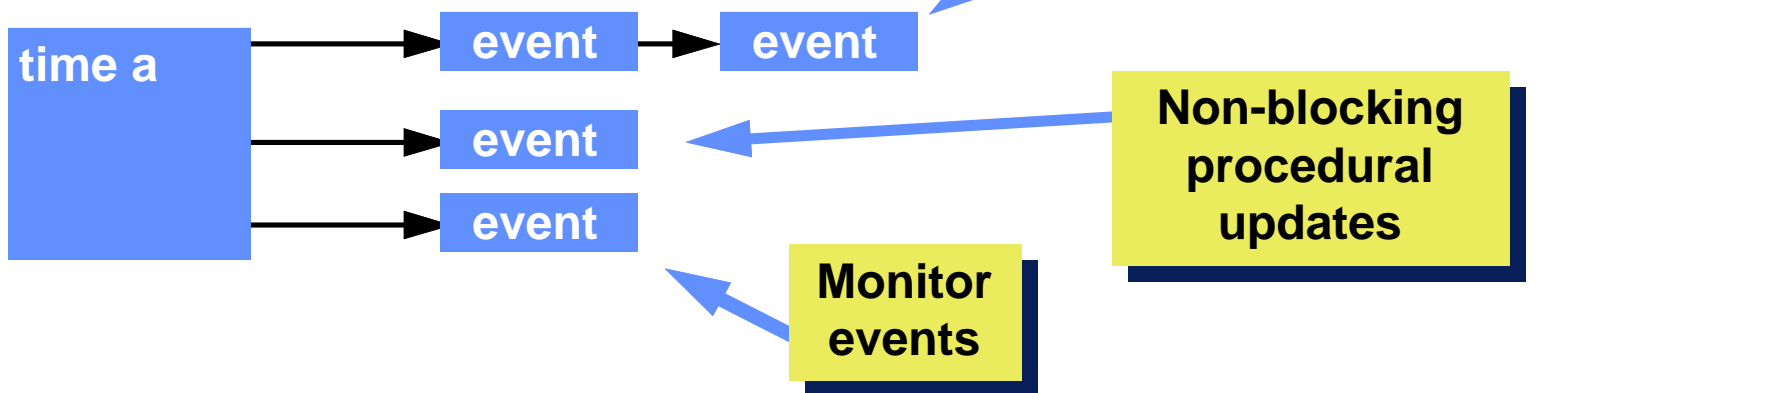 event event
time a
event
event
Non-blocking
procedural
updates
Monitor
events